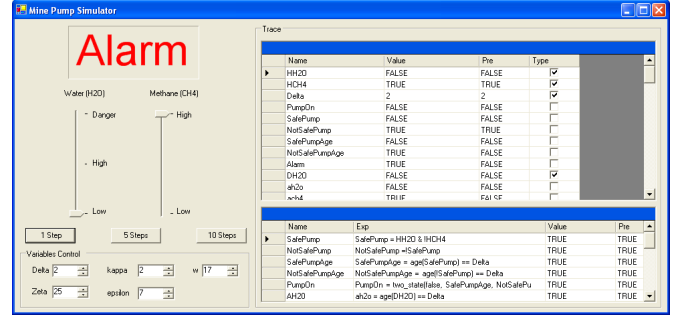 Mine Pump Simulator
Alarm
Water (H2O) Methane (CH4)
Danger High
High
Low Low
1 Step 5 Steps 10 Steps
Variables Control
Delta 2 kappa 2 w 17
Zeta 25 epsilon 7
Trace
Name Value Pre Type
HH2O FALSE FALSE
HCH4 TRUE TRUE
Delta 2 2
PumpOn FALSE FALSE
SafePump FALSE FALSE
NotSafePump TRUE TRUE
SafePumpAge FALSE FALSE
NotSafePumpAge TRUE FALSE
Alarm TRUE FALSE
DH2O FALSE FALSE
ah2o FALSE FALSE
ach4 TRUE FALSE
Name Exp Value Pre
SafePump SafePump = HH2O & !HCH4 TRUE TRUE
NotSafePump NotSafePump =!SafePump TRUE TRUE
SafePumpAge SafePumpAge = age(SafePump) == Delta TRUE TRUE
NotSafePumpAge NotSafePumpAge = age(!SafePump) == Delta TRUE TRUE
PumpOn PumpOn = two_state(false, SafePumpAge, NotSafePu TRUE TRUE
AH2O ah2o = age(DH2O) == Delta TRUE TRUE